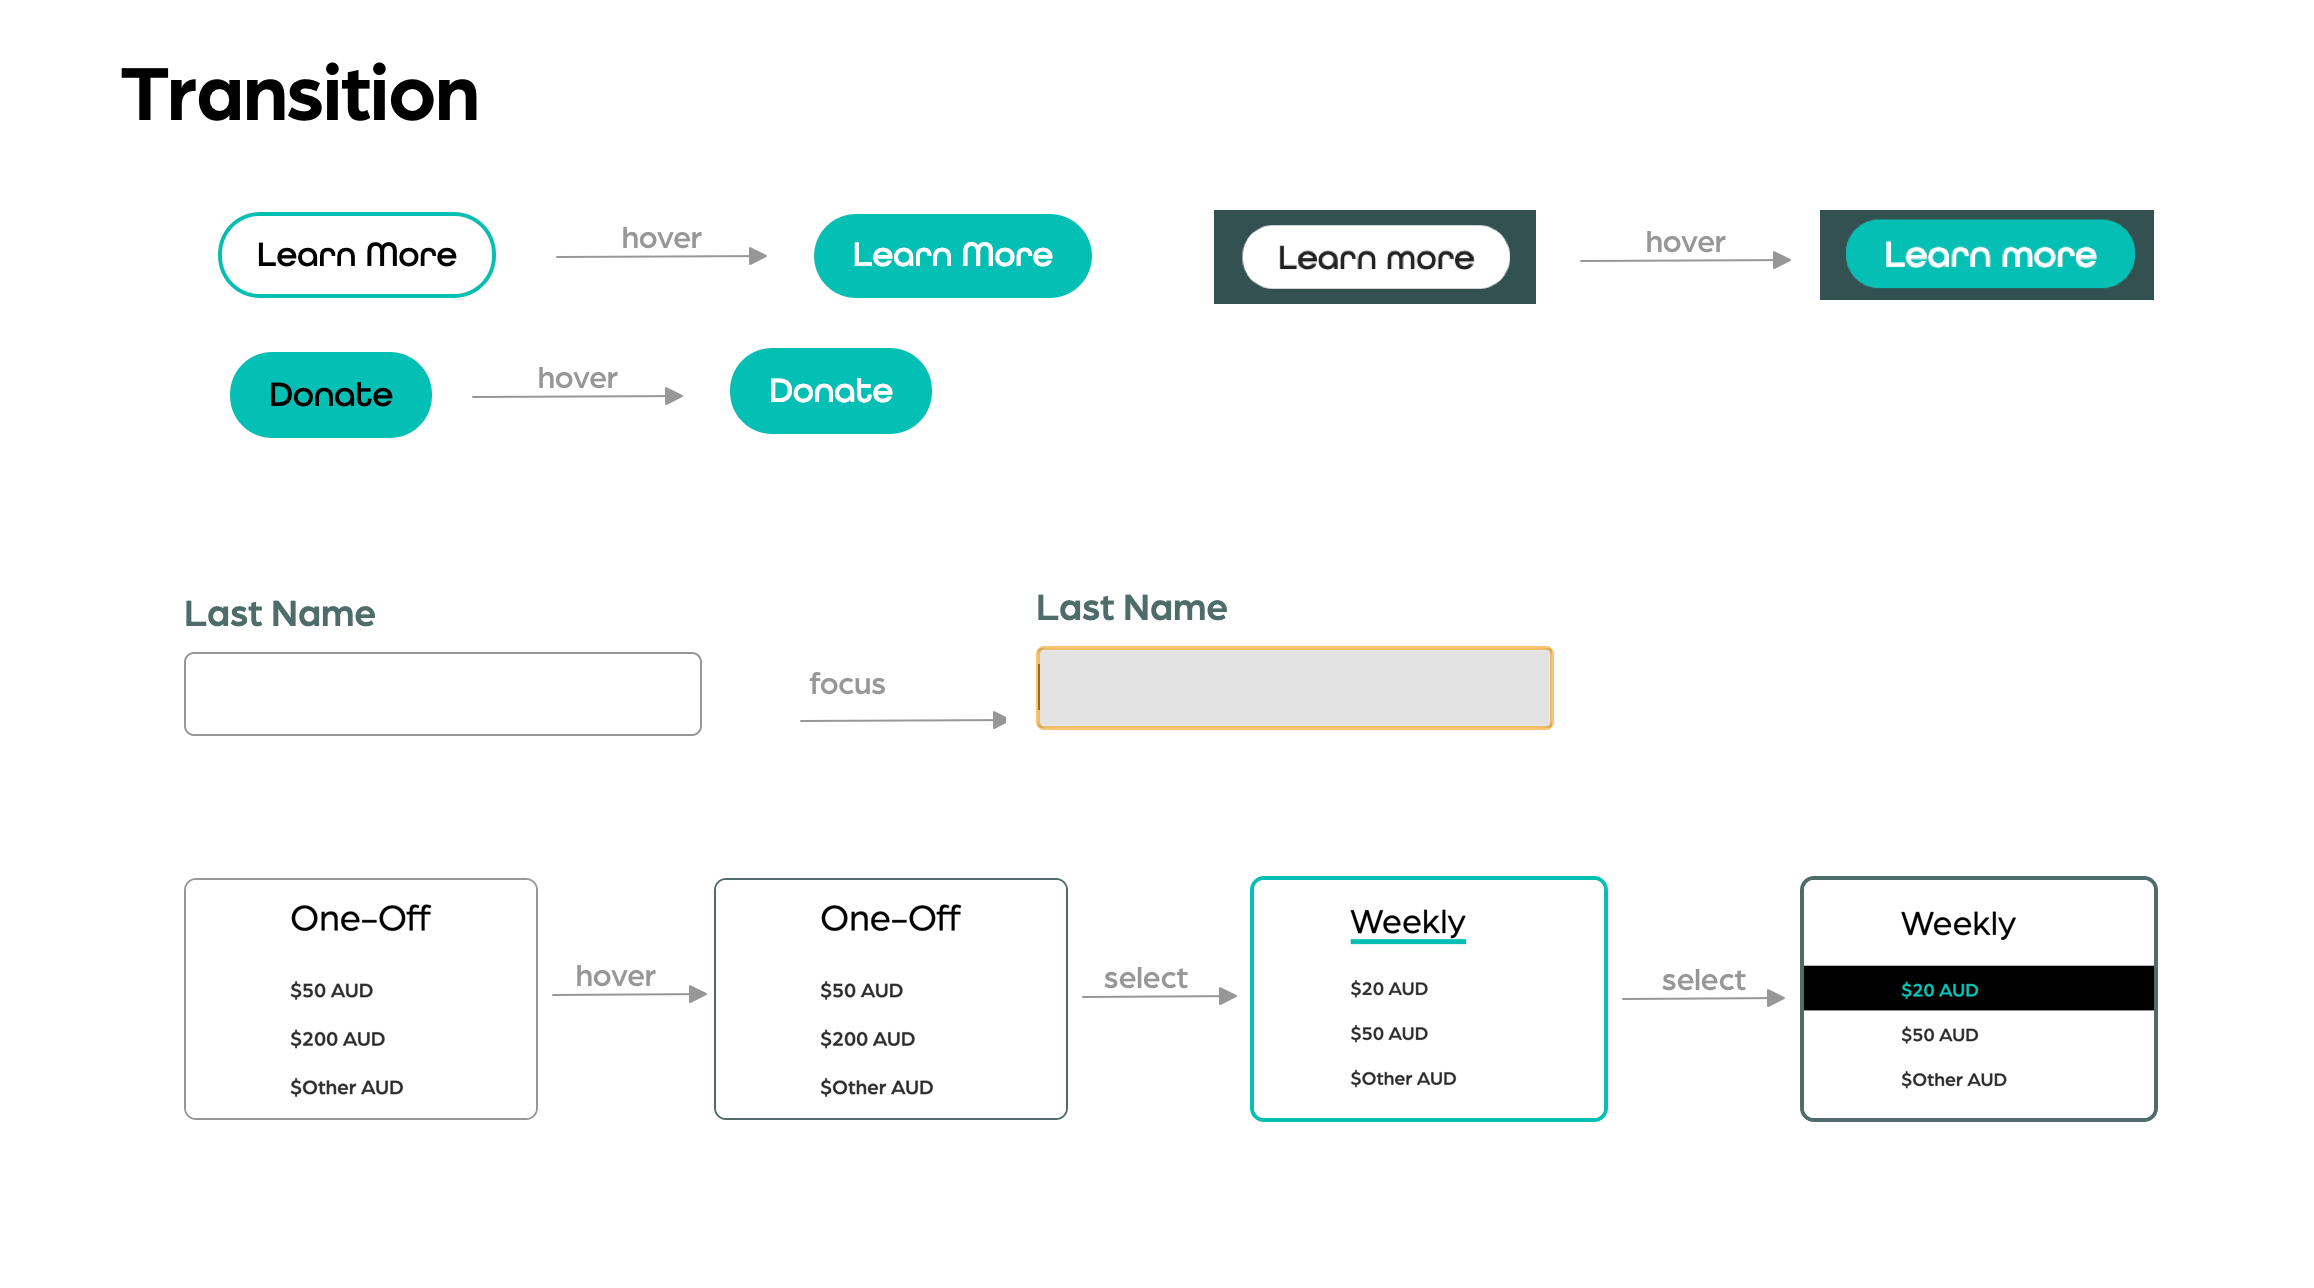 Transition
Learn More
hover
Learn More
Learn more
hover
Learn more
Donate
hover
Donate
Last Name
focus
Last Name
One-Off
$50 AUD
$200 AUD
$Other AUD
hover
One-Off
$50 AUD
$200 AUD
$Other AUD
select
Weekly
$20 AUD
$50 AUD
$Other AUD
select
Weekly
$20 AUD
$50 AUD
$Other AUD